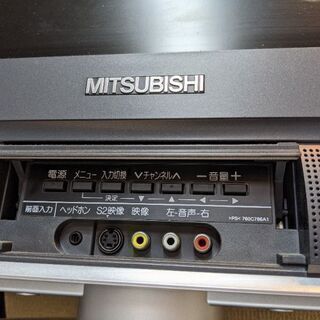 MITSUBISHI
電源 メニュー 入力切換 ∨チャンネル∧ −音量+
決定
前面入力 ヘッドホン S2映像 映像 左-音声-右